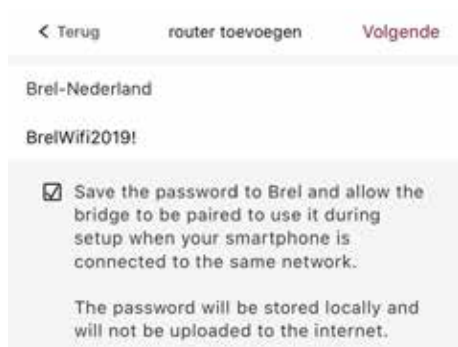 < Terug router toevoegen Volgende
Brel-Nederland
BrelWifi2019!
Save the password to Brel and allow the
bridge to be paired to use it during
setup when your smartphone is
connected to the same network.
The password will be stored locally and
will not be uploaded to the internet.